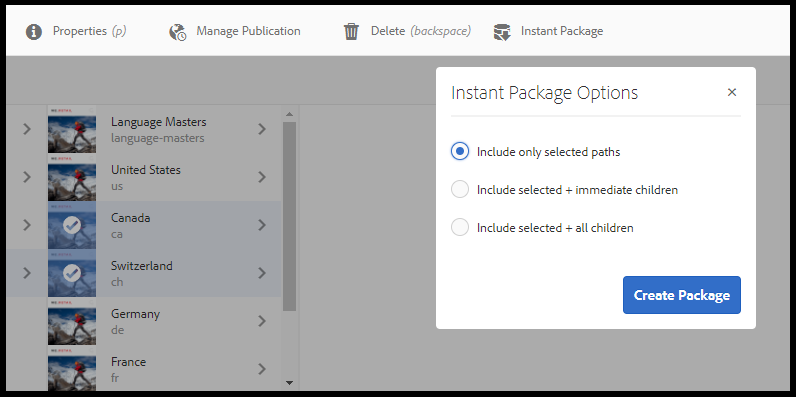 Properties (p) Manage Publication Delete (backspace) Instant Package
Instant Package Options
Include only selected paths
Include selected + immediate children
Include selected + all children
Create Package
Language Masters
language-masters
United States
us
Canada
ca
Switzerland
ch
Germany
de
France
fr